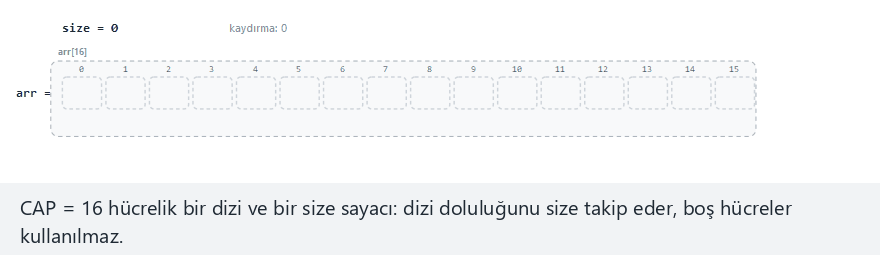 size = 0 kaydırma: 0
arr[16]
0 1 2 3 4 5 6 7 8 9 10 11 12 13 14 15
arr =
CAP = 16 hücrelik bir dizi ve bir size sayacı: dizi doluluğunu size takip eder, boş hücreler
kullanılmaz.